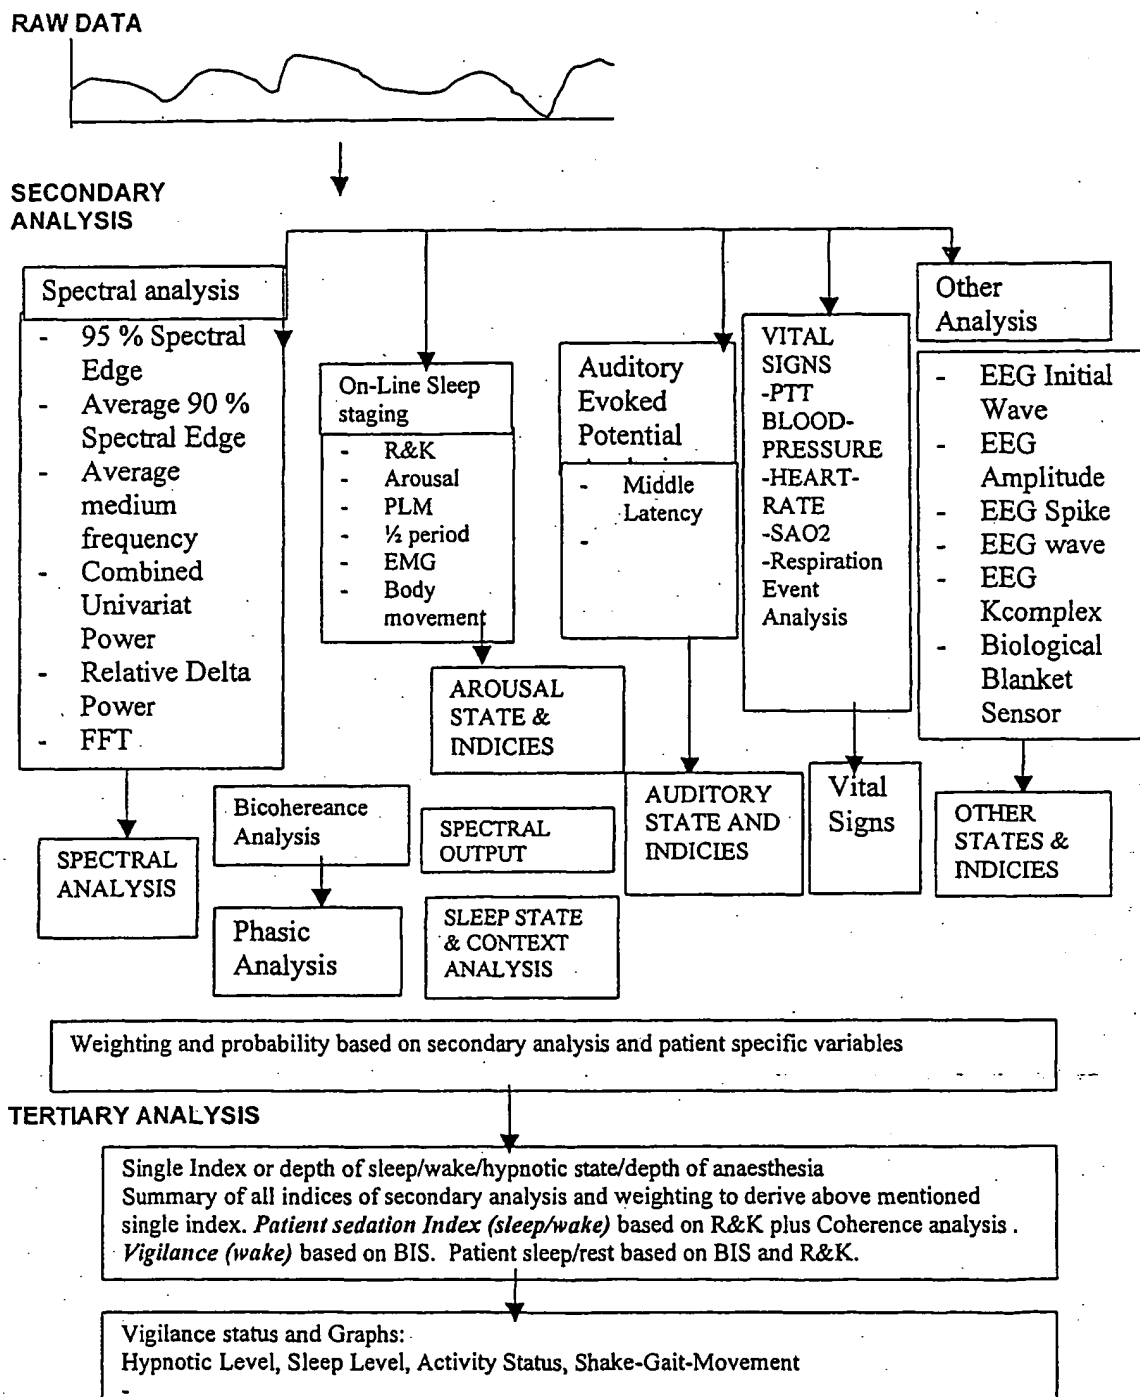 RAW DATA
SECONDARY
ANALYSIS
Spectral analysis
- 95 % Spectral
Edge
- Average 90 %
Spectral Edge
- Average
medium
frequency
- Combined
Univariat
Power
- Relative Delta
Power
- FFT
On-Line Sleep
staging
- R&K
- Arousal
- PLM
- ½ period
- EMG
- Body
movement
Auditory
Evoked
Potential
- Middle
Latency
-
VITAL
SIGNS
-PTT
BLOOD-
PRESSURE
-HEART-
RATE
-SAO2
-Respiration
Event
Analysis
Other
Analysis
- EEG Initial
Wave
- EEG
Amplitude
- EEG Spike
- EEG wave
- EEG
Kcomplex
- Biological
Blanket
Sensor
AROUSAL
STATE &
INDICIES
SPECTRAL
ANALYSIS
Bicohereance
Analysis
Phasic
Analysis
SPECTRAL
OUTPUT
SLEEP STATE
& CONTEXT
ANALYSIS
AUDITORY
STATE AND
INDICIES
Vital
Signs
OTHER
STATES &
INDICIES
Weighting and probability based on secondary analysis and patient specific variables
TERTIARY ANALYSIS
Single Index or depth of sleep/wake/hypnotic state/depth of anaesthesia
Summary of all indices of secondary analysis and weighting to derive above mentioned
single index. Patient sedation Index (sleep/wake) based on R&K plus Coherence analysis .
Vigilance (wake) based on BIS. Patient sleep/rest based on BIS and R&K.
Vigilance status and Graphs:
Hypnotic Level, Sleep Level, Activity Status, Shake-Gait-Movement
-